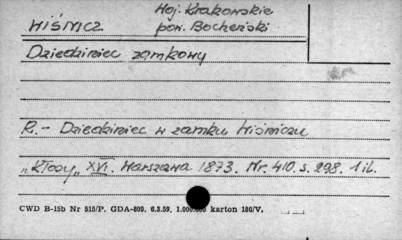 WIŚNICZ
Woj. Krakowskie
pow. Bocheński
Dziedziniec zamkowy
R. - Dziedziniec w zamku Wiśniczu
"Kłosy" XVI. Warszawa 1873. Nr. 410. s. 298. 1 il.
CWD B-15b Nr 515/P. GDA-809. 6.3.59. karton 180/V.